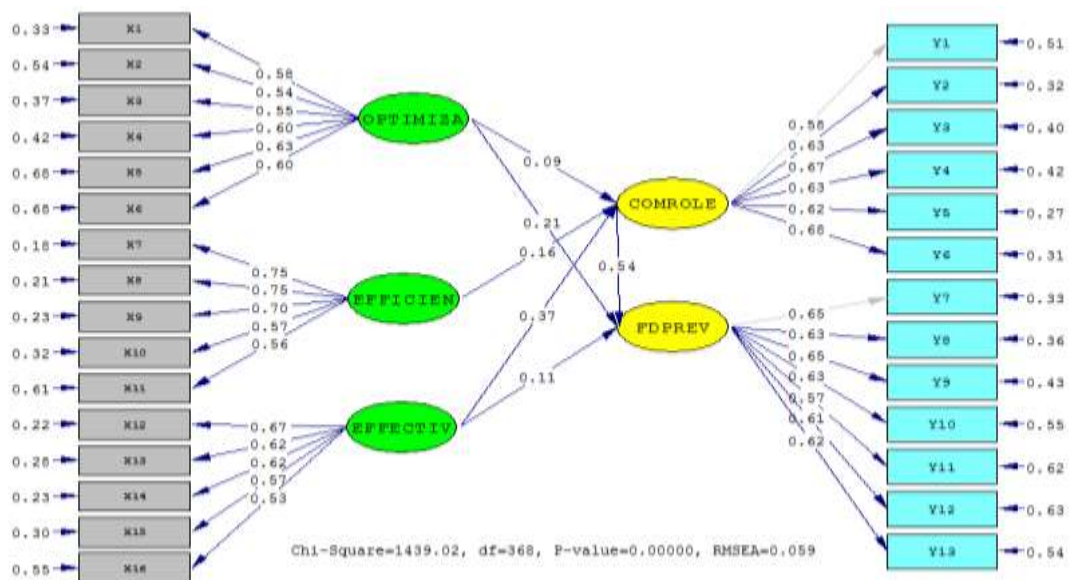 0.33 X1
0.54 X2
0.37 X3
0.42 X4
0.68 X5
0.68 X6
0.18 X7
0.21 X8
0.23 X9
0.32 X10
0.61 X11
0.22 X12
0.28 X13
0.23 X14
0.30 X15
0.55 X16
0.58
0.54
0.55
0.60
0.63
0.60
OPTIMIZA
0.75
0.75
0.70
0.57
0.56
EFFICIEN
0.67
0.62
0.62
0.57
0.53
EFFECTIV
0.09
0.21
0.16
0.54
0.37
0.11
COMROLE
FDPREV
0.58
0.63
0.67
0.63
0.62
0.68
0.65
0.63
0.65
0.63
0.57
0.61
0.62
Y1 0.51
Y2 0.32
Y3 0.40
Y4 0.42
Y5 0.27
Y6 0.31
Y7 0.33
Y8 0.36
Y9 0.43
Y10 0.55
Y11 0.62
Y12 0.63
Y13 0.54
Chi-Square=1439.02, df=368, P-value=0.00000, RMSEA=0.059